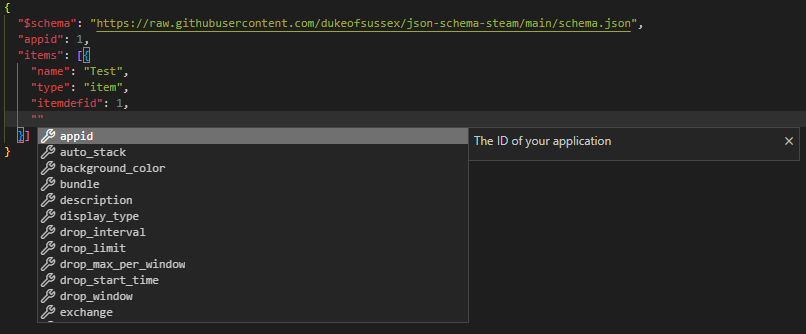 {
"$schema": "https://raw.githubusercontent.com/dukeofsussex/json-schema-steam/main/schema.json",
"appid": 1,
"items": [{
"name": "Test",
"type": "item",
"itemdefid": 1,
""
appid
The ID of your application
auto_stack
background_color
bundle
description
display_type
drop_interval
drop_limit
drop_max_per_window
drop_start_time
drop_window
exchange
}]
}